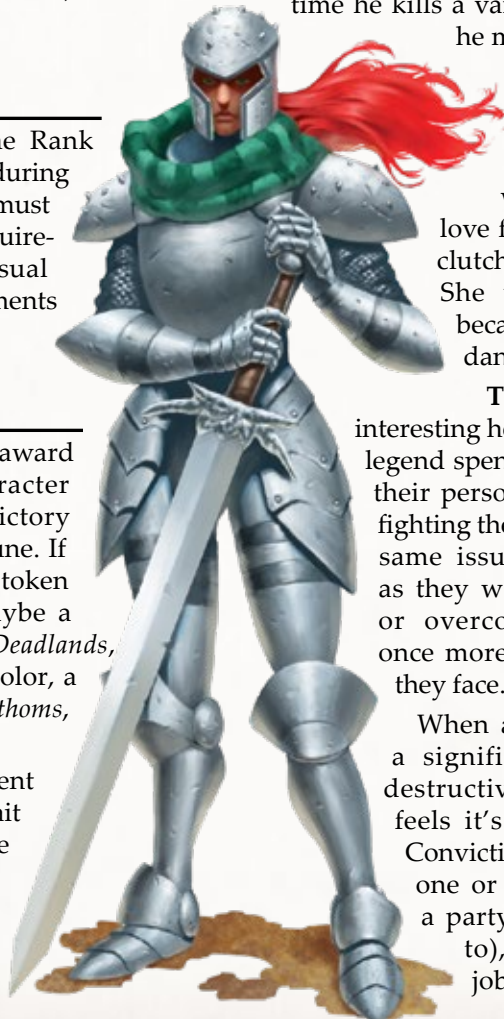 he Rank
during
must
uire-
sual
ments
award
racter
ictory
une. If
token
ybe a
Deadlands,
olor, a
thoms,
ent
it
e
time he kills a va
he m
love f
clutch
She
beca
dan
T
interesting he
legend spen
their perso
fighting the
same issu
as they w
or overco
once more
they face.
When a
a signifi
destructiv
feels it's
Convicti
one or
a party
to),
job